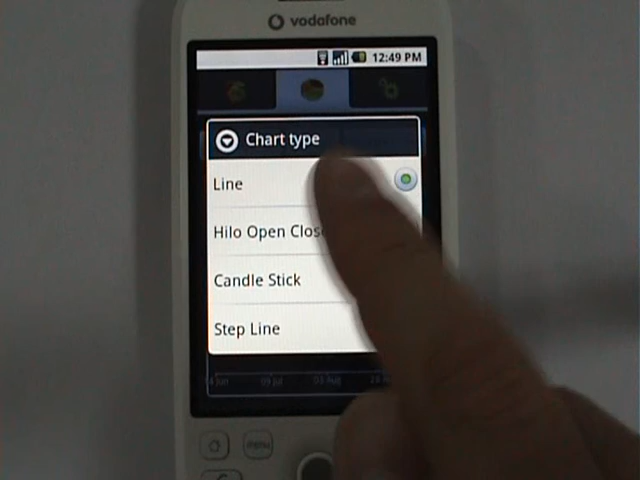 vodafone
12:49 PM
Chart type
Line
Hilo Open Clos
Candle Stick
Step Line
menu